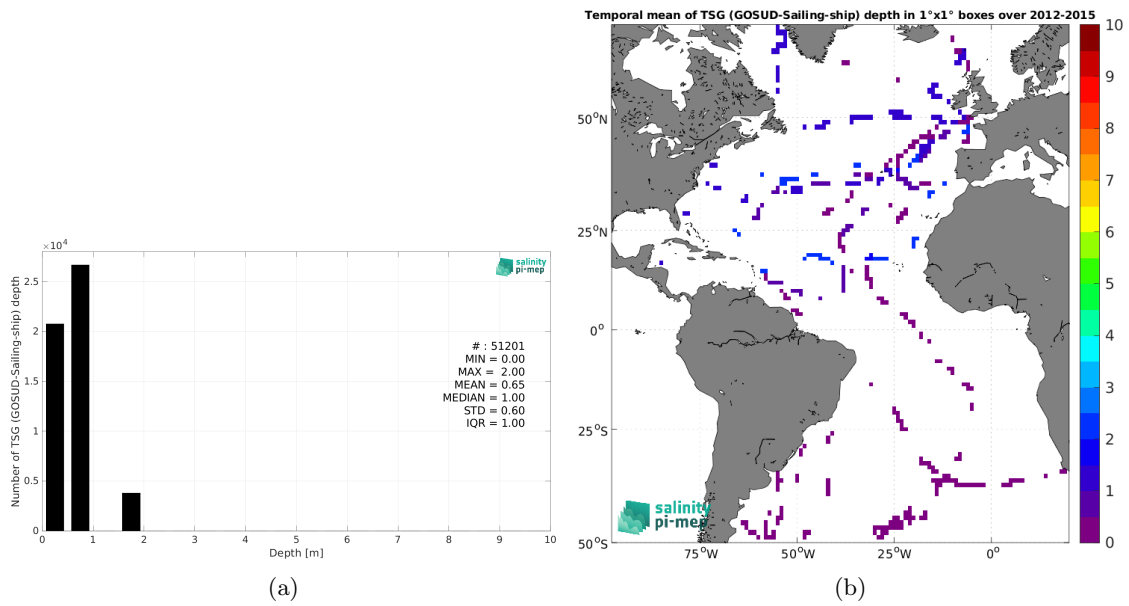 Temporal mean of TSG (GOSUD-Sailing-ship) depth in 1°x1° boxes over 2012-2015
×10⁴
Number of TSG (GOSUD-Sailing-ship) depth
2.5
2
1.5
1
0.5
0
0 1 2 3 4 5 6 7 8 9 10
Depth [m]
salinity
pi-mep
# : 51201
MIN = 0.00
MAX = 2.00
MEAN = 0.65
MEDIAN = 1.00
STD = 0.60
IQR = 1.00
(a)
50°N
25°N
0°
25°S
50°S
75°W 50°W 25°W 0°
salinity
pi-mep
10
9
8
7
6
5
4
3
2
1
0
(b)